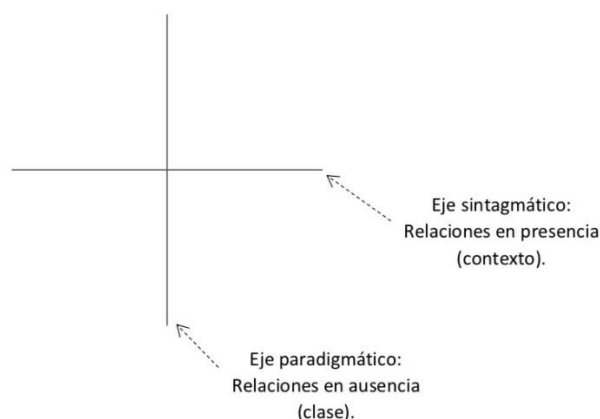 Eje sintagmático:
Relaciones en presencia
(contexto).
Eje paradigmático:
Relaciones en ausencia
(clase).